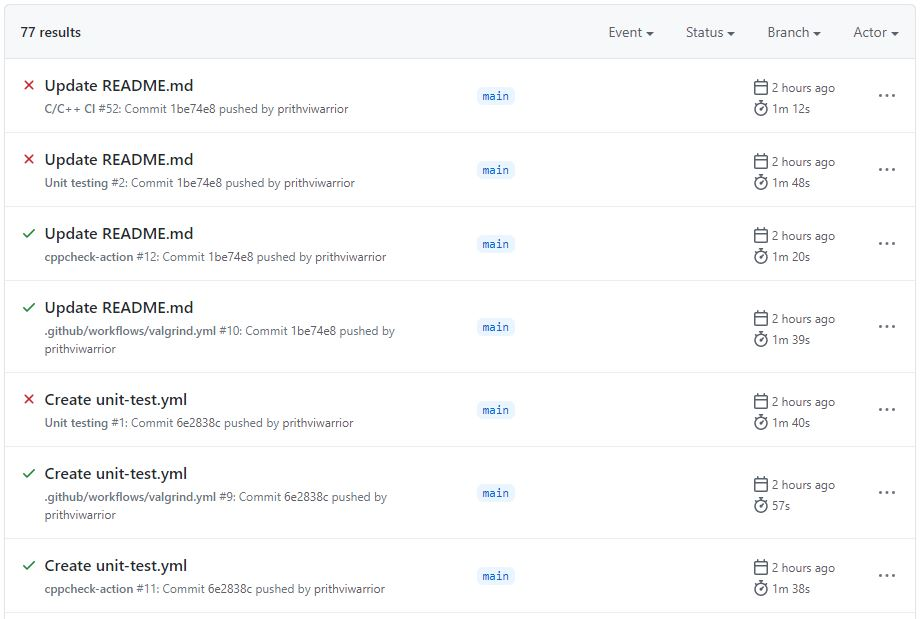 77 results Event Status Branch Actor
Update README.md
C/C++ CI #52: Commit 1be74e8 pushed by prithviwarrior
main
2 hours ago
1m 12s
Update README.md
Unit testing #2: Commit 1be74e8 pushed by prithviwarrior
main
2 hours ago
1m 48s
Update README.md
cppcheck-action #12: Commit 1be74e8 pushed by prithviwarrior
main
2 hours ago
1m 20s
Update README.md
.github/workflows/valgrind.yml #10: Commit 1be74e8 pushed by
prithviwarrior
main
2 hours ago
1m 39s
Create unit-test.yml
Unit testing #1: Commit 6e2838c pushed by prithviwarrior
main
2 hours ago
1m 40s
Create unit-test.yml
.github/workflows/valgrind.yml #9: Commit 6e2838c pushed by
prithviwarrior
main
2 hours ago
57s
Create unit-test.yml
cppcheck-action #11: Commit 6e2838c pushed by prithviwarrior
main
2 hours ago
1m 38s